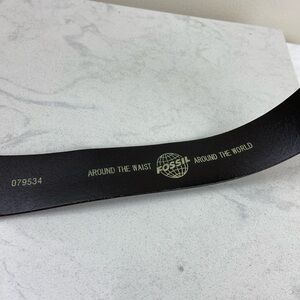 079534 AROUND THE WAIST FOSSIL AROUND THE WORLD